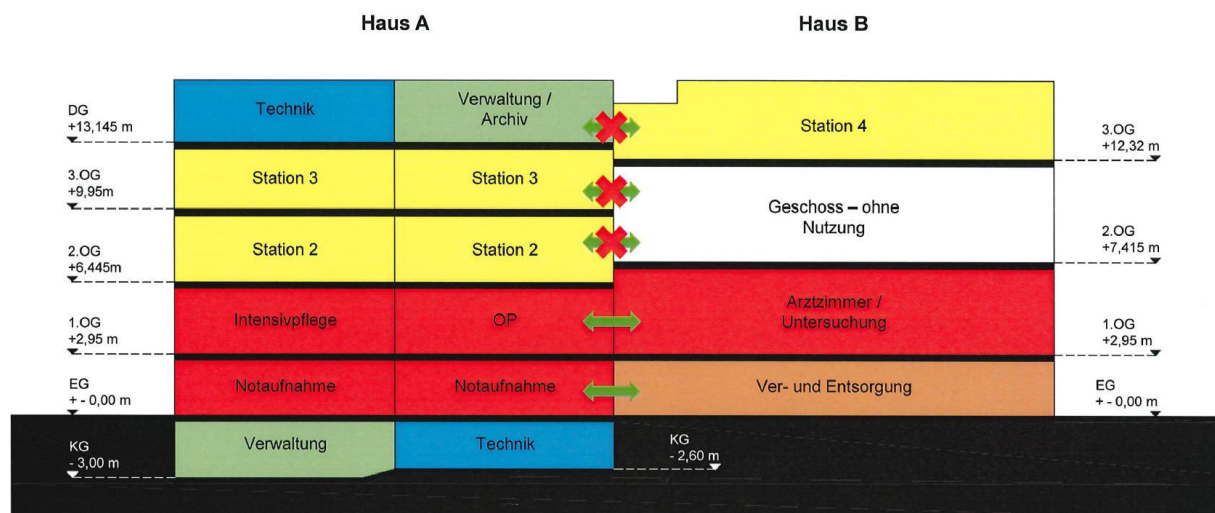 Haus A
Haus B
DG
+13,145 m
Technik
Verwaltung /
Archiv
Station 4
3.OG
+12,32 m
3.OG
+9,95m
Station 3
Station 3
Geschoss – ohne
Nutzung
2.OG
+6,445m
Station 2
Station 2
2.OG
+7,415 m
1.OG
+2,95 m
Intensivpflege
OP
Arztzimmer /
Untersuchung
1.OG
+2,95 m
EG
+ - 0,00 m
Notaufnahme
Notaufnahme
Ver- und Entsorgung
EG
+ - 0,00 m
KG
- 3,00 m
Verwaltung
Technik
KG
- 2,60 m